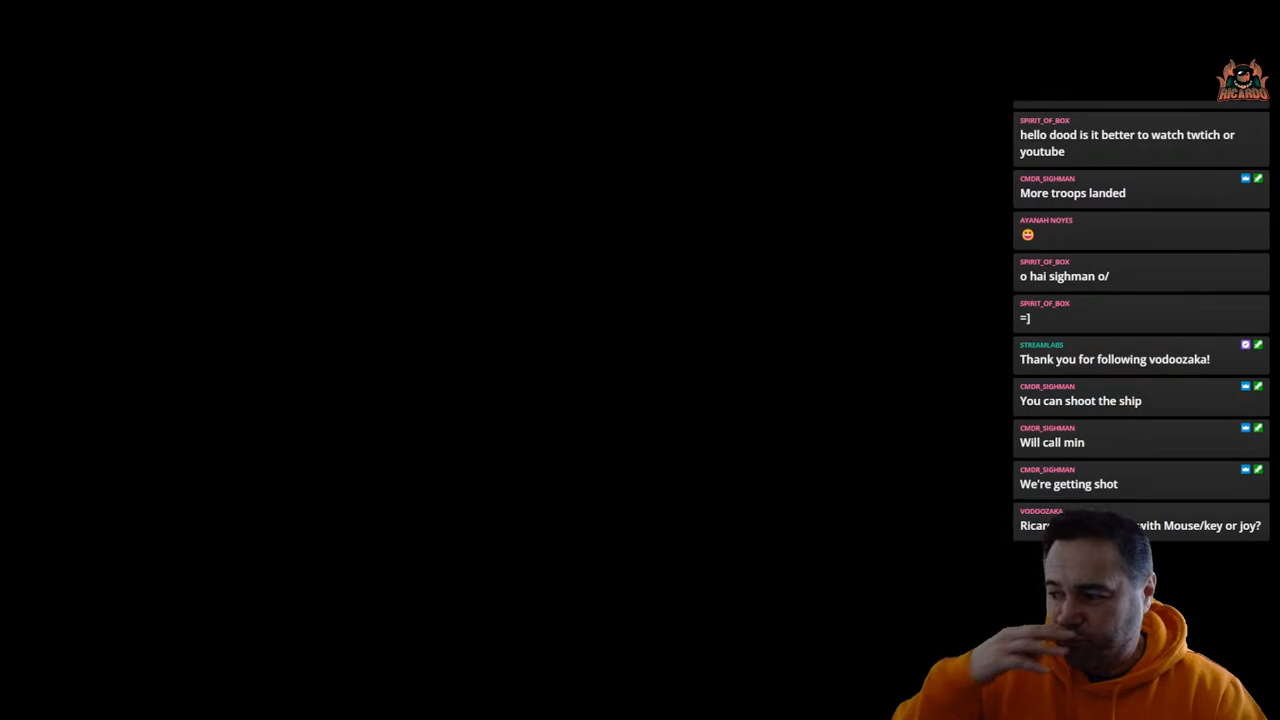 RICARDO
SPIRIT_OF_BOX
hello dood is it better to watch twtich or
youtube
CMDR_SIGHMAN
More troops landed
AYANAH NOYES
SPIRIT_OF_BOX
o hai sighman o/
SPIRIT_OF_BOX
=]
STREAMLABS
Thank you for following vodoozaka!
CMDR_SIGHMAN
You can shoot the ship
CMDR_SIGHMAN
Will call min
CMDR_SIGHMAN
We're getting shot
VODOOZAKA
with Mouse/key or joy?